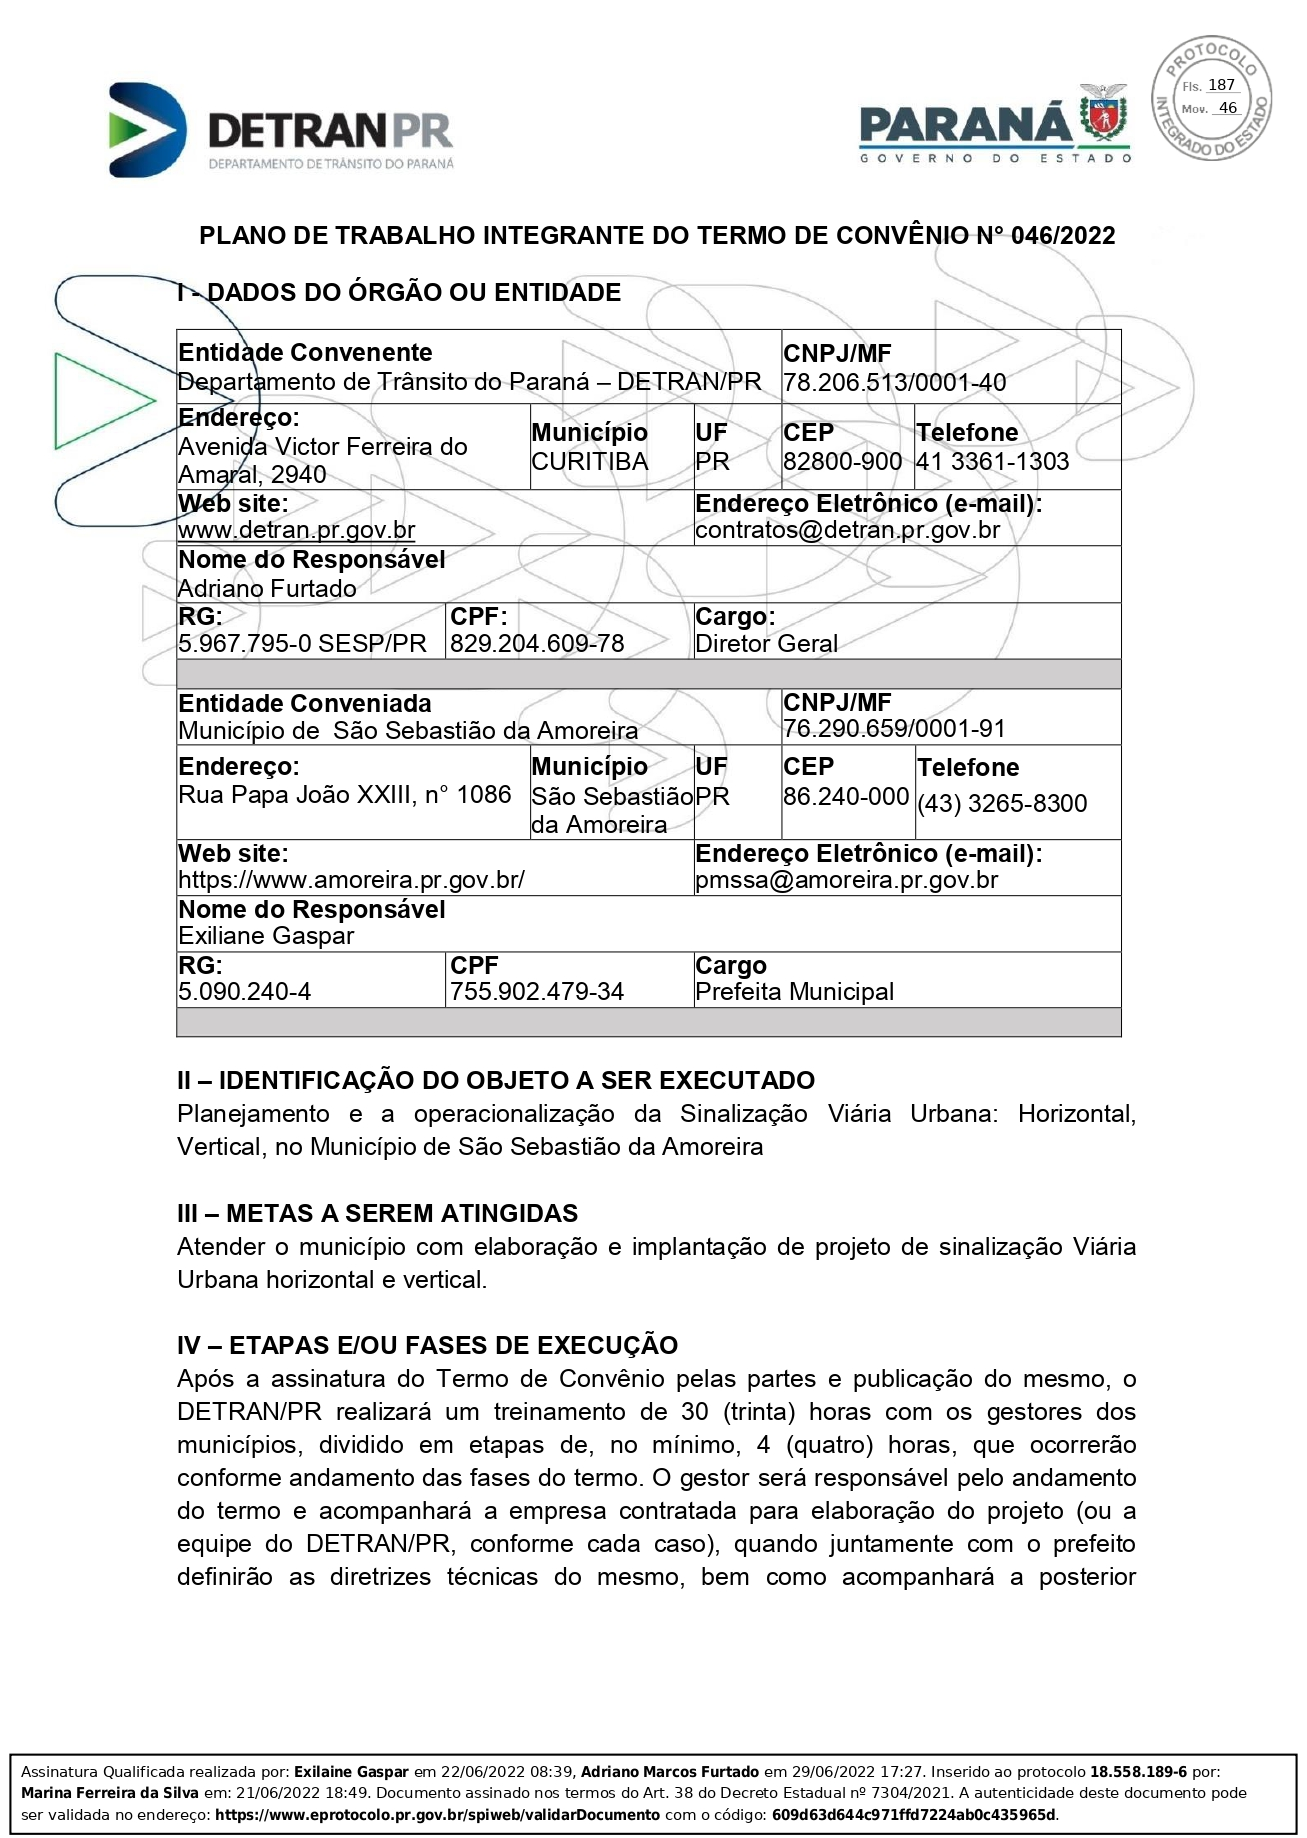 DETRANPR
DEPARTAMENTO DE TRÂNSITO DO PARANÁ
PARANÁ
GOVERNO DO ESTADO
PROTOCOLO
INTEGRADO DO ESTADO
Fls. 187
Mov. 46
PLANO DE TRABALHO INTEGRANTE DO TERMO DE CONVÊNIO N° 046/2022
I - DADOS DO ÓRGÃO OU ENTIDADE
Entidade Convenente
Departamento de Trânsito do Paraná – DETRAN/PR
CNPJ/MF
78.206.513/0001-40
Endereço:
Avenida Victor Ferreira do
Amaral, 2940
Município
CURITIBA
UF
PR
CEP
82800-900
Telefone
41 3361-1303
Web site:
www.detran.pr.gov.br
Endereço Eletrônico (e-mail):
contratos@detran.pr.gov.br
Nome do Responsável
Adriano Furtado
RG:
5.967.795-0 SESP/PR
CPF:
829.204.609-78
Cargo:
Diretor Geral
Entidade Conveniada
Município de São Sebastião da Amoreira
CNPJ/MF
76.290.659/0001-91
Endereço:
Rua Papa João XXIII, n° 1086
Município
São Sebastião
da Amoreira
UF
PR
CEP
86.240-000
Telefone
(43) 3265-8300
Web site:
https://www.amoreira.pr.gov.br/
Endereço Eletrônico (e-mail):
pmssa@amoreira.pr.gov.br
Nome do Responsável
Exiliane Gaspar
RG:
5.090.240-4
CPF
755.902.479-34
Cargo
Prefeita Municipal
II – IDENTIFICAÇÃO DO OBJETO A SER EXECUTADO
Planejamento e a operacionalização da Sinalização Viária Urbana: Horizontal,
Vertical, no Município de São Sebastião da Amoreira
III – METAS A SEREM ATINGIDAS
Atender o município com elaboração e implantação de projeto de sinalização Viária
Urbana horizontal e vertical.
IV – ETAPAS E/OU FASES DE EXECUÇÃO
Após a assinatura do Termo de Convênio pelas partes e publicação do mesmo, o
DETRAN/PR realizará um treinamento de 30 (trinta) horas com os gestores dos
municípios, dividido em etapas de, no mínimo, 4 (quatro) horas, que ocorrerão
conforme andamento das fases do termo. O gestor será responsável pelo andamento
do termo e acompanhará a empresa contratada para elaboração do projeto (ou a
equipe do DETRAN/PR, conforme cada caso), quando juntamente com o prefeito
definirão as diretrizes técnicas do mesmo, bem como acompanhará a posterior
Assinatura Qualificada realizada por: Exilaine Gaspar em 22/06/2022 08:39, Adriano Marcos Furtado em 29/06/2022 17:27. Inserido ao protocolo 18.558.189-6 por:
Marina Ferreira da Silva em: 21/06/2022 18:49. Documento assinado nos termos do Art. 38 do Decreto Estadual nº 7304/2021. A autenticidade deste documento pode
ser validada no endereço: https://www.eprotocolo.pr.gov.br/spiweb/validarDocumento com o código: 609d63d644c971ffd7224ab0c435965d.